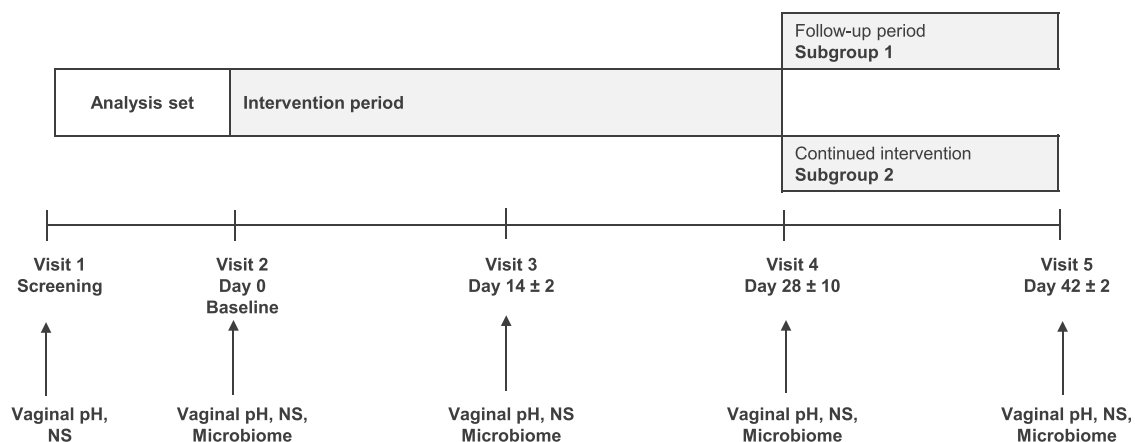 Follow-up period
Subgroup 1
Analysis set
Intervention period
Continued intervention
Subgroup 2
Visit 1
Screening
Visit 2
Day 0
Baseline
Visit 3
Day 14 ± 2
Visit 4
Day 28 ± 10
Visit 5
Day 42 ± 2
Vaginal pH,
NS
Vaginal pH, NS,
Microbiome
Vaginal pH, NS
Microbiome
Vaginal pH, NS,
Microbiome
Vaginal pH, NS,
Microbiome